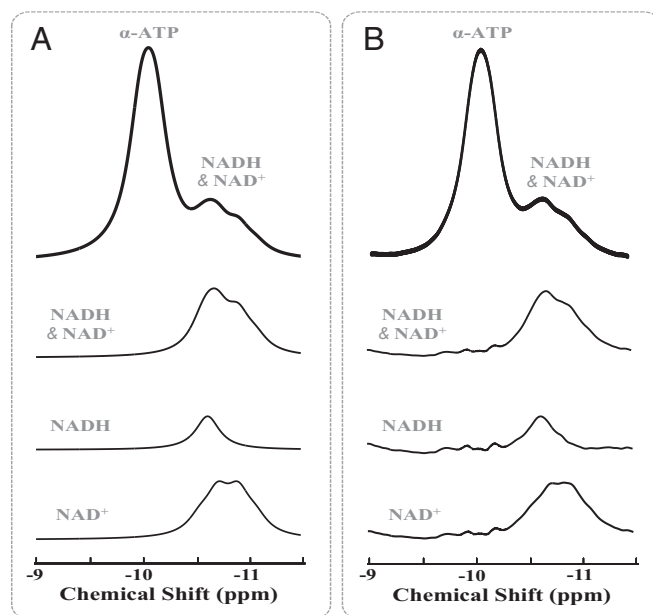 A
α-ATP
NADH
& NAD⁺
NADH
& NAD⁺
NADH
NAD⁺
-9
-10
-11
Chemical Shift (ppm)
B
α-ATP
NADH
& NAD⁺
NADH
& NAD⁺
NADH
NAD⁺
-9
-10
-11
Chemical Shift (ppm)